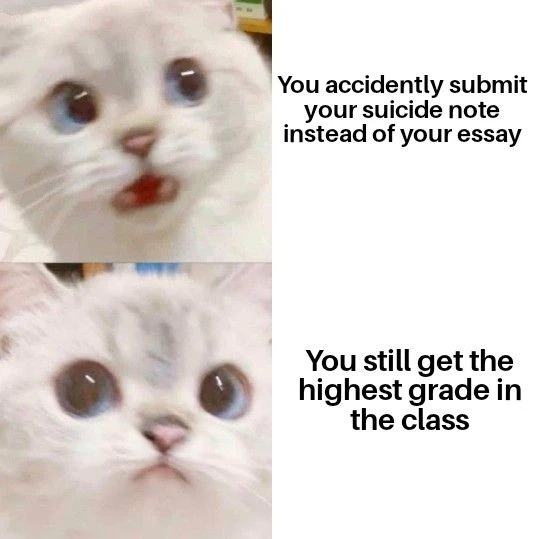 You accidently submit
your suicide note
instead of your essay
You still get the
highest grade in
the class